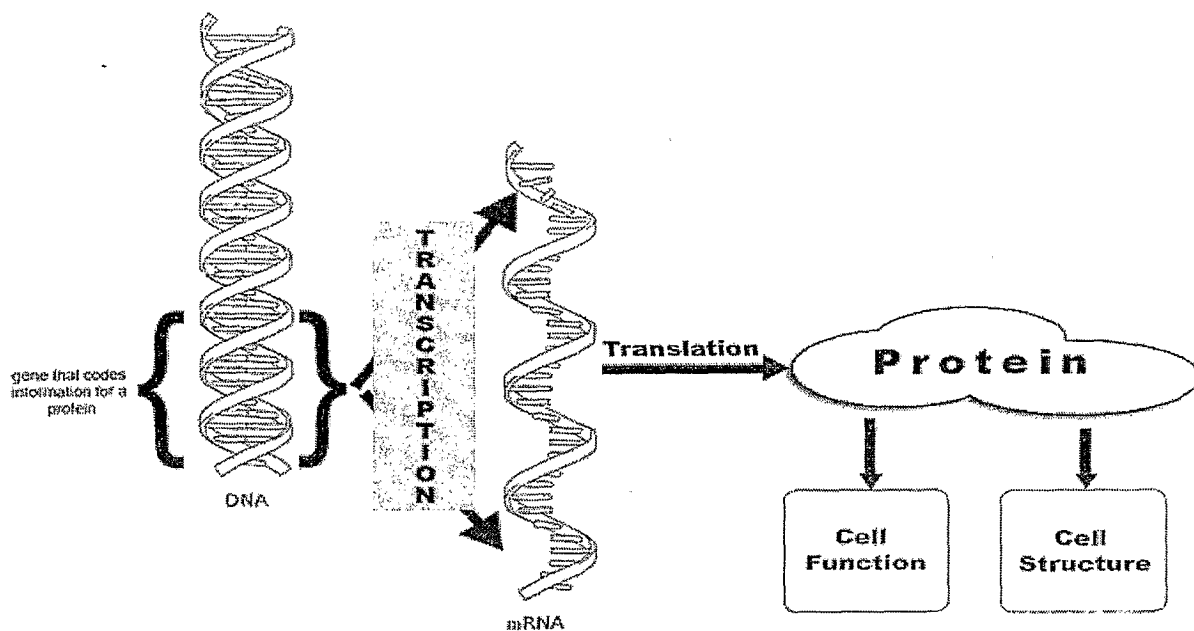 gene that codes
information for a
protein
DNA
TRANSCRIPTION
mRNA
Translation
Protein
Cell
Function
Cell
Structure